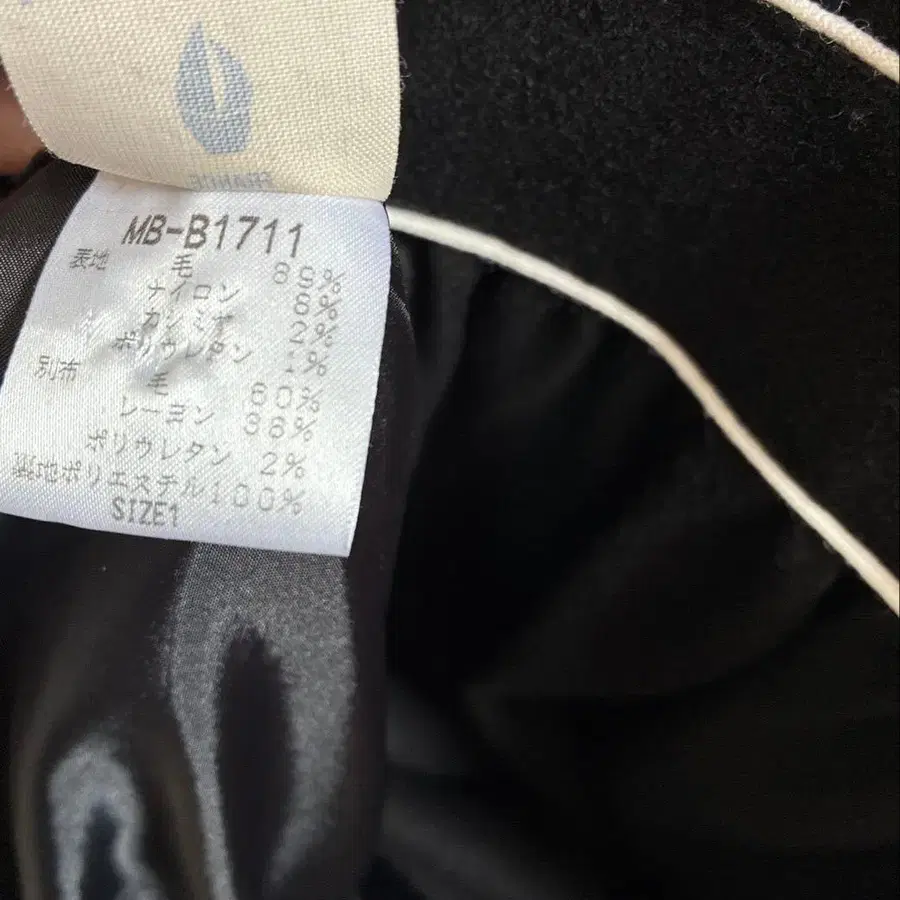 MB-B1711
表地 毛 89%
ナイロン 8%
カシミヤ 2%
ポリウレタン 1%
別布 毛 60%
レーヨン 38%
ポリウレタン 2%
裏地ポリエステル100%
SIZE1